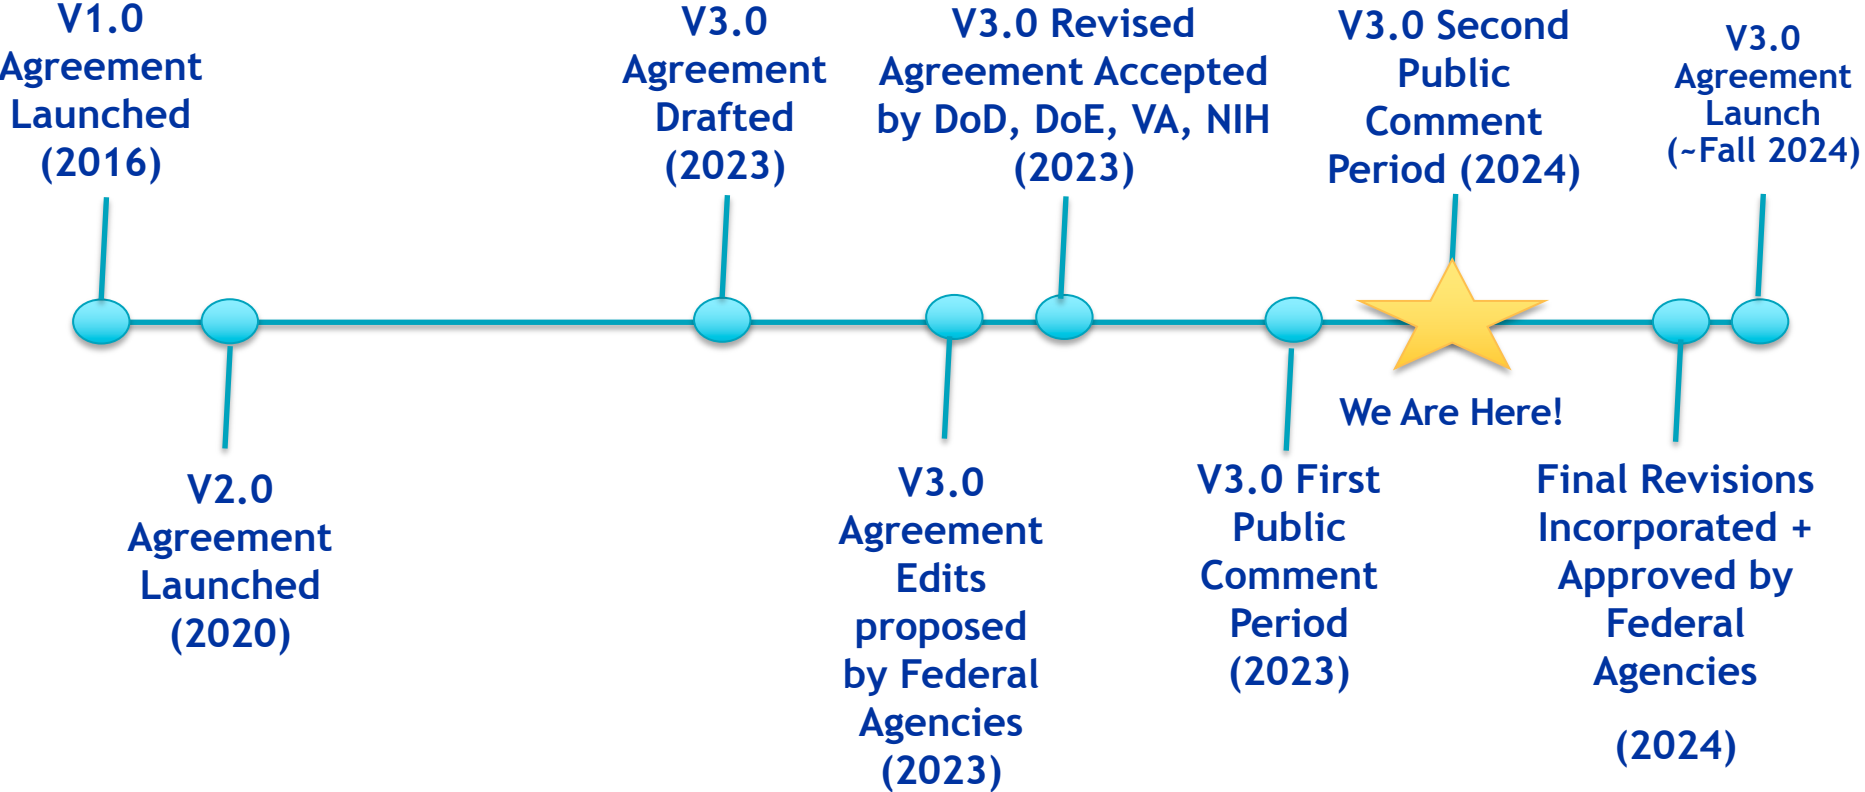 V1.0
Agreement
Launched
(2016)
V2.0
Agreement
Launched
(2020)
V3.0
Agreement
Drafted
(2023)
V3.0
Agreement
Edits
proposed
by Federal
Agencies
(2023)
V3.0 Revised
Agreement Accepted
by DoD, DoE, VA, NIH
(2023)
V3.0 First
Public
Comment
Period
(2023)
V3.0 Second
Public
Comment
Period (2024)
We Are Here!
Final Revisions
Incorporated +
Approved by
Federal
Agencies
(2024)
V3.0
Agreement
Launch
(~Fall 2024)